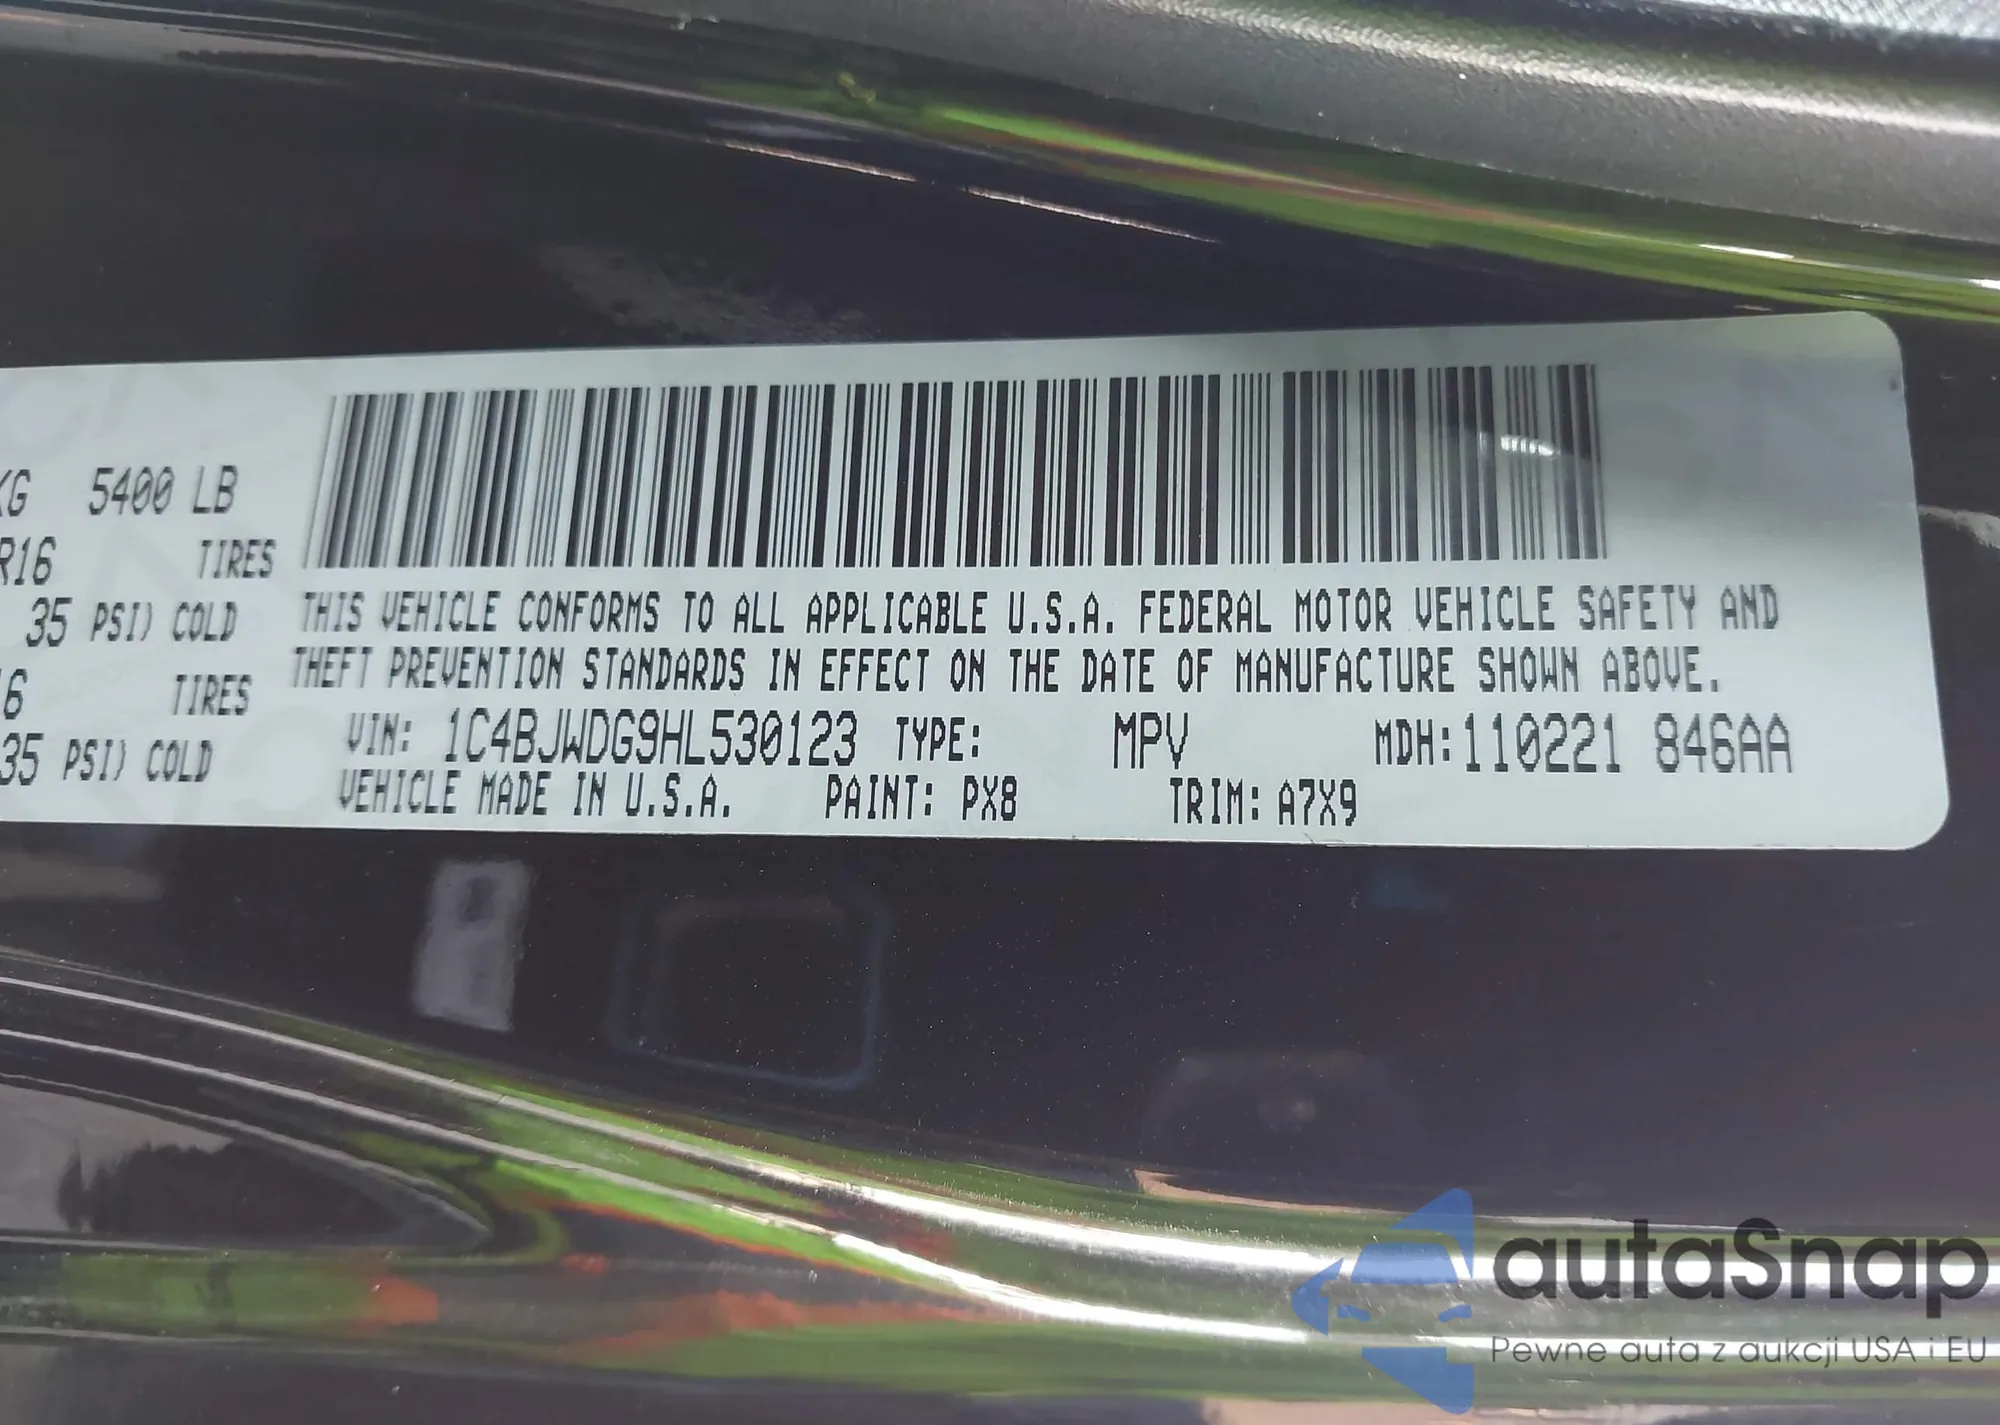 KG 5400 LB
R16 TIRES
35 PSI) COLD
16 TIRES
35 PSI) COLD
THIS VEHICLE CONFORMS TO ALL APPLICABLE U.S.A. FEDERAL MOTOR VEHICLE SAFETY AND
THEFT PREVENTION STANDARDS IN EFFECT ON THE DATE OF MANUFACTURE SHOWN ABOVE.
VIN: 1C4BJWDG9HL530123 TYPE: MPV MDH:110221 846AA
VEHICLE MADE IN U.S.A. PAINT: PX8 TRIM: A7X9
autaSnap
Pewne auta z aukcji USA i EU